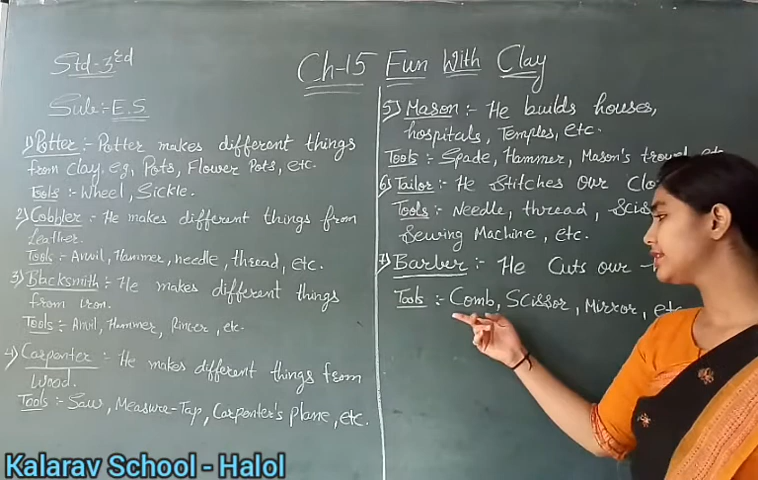 Std-3rd
Ch-15 Fun With Clay
Sub:- E.S.
1) Potter :- Potter makes different things
from Clay. e.g. Pots, Flower Pots, etc.
Tools :- Wheel, Sickle.
2) Cobbler :- He makes different things from
Leather.
Tools :- Anvil, Hammer, needle, thread, etc.
3) Blacksmith :- He makes different things
from iron.
Tools :- Anvil, Hammer, Pincer, etc.
4) Carpenter :- He makes different things from
Wood.
Tools :- Saw, Measure-Tap, Carpenter's plane, etc.
5) Mason :- He builds houses,
hospitals, Temples, etc.
Tools :- Spade, Hammer, Mason's trowel, etc
6) Tailor :- He stitches our Clo
Tools :- Needle, thread, Sciss
Sewing Machine, etc.
7) Barber :- He Cuts our
Tools :- Comb, Scissor, Mirror, etc
Kalarav School - Halol